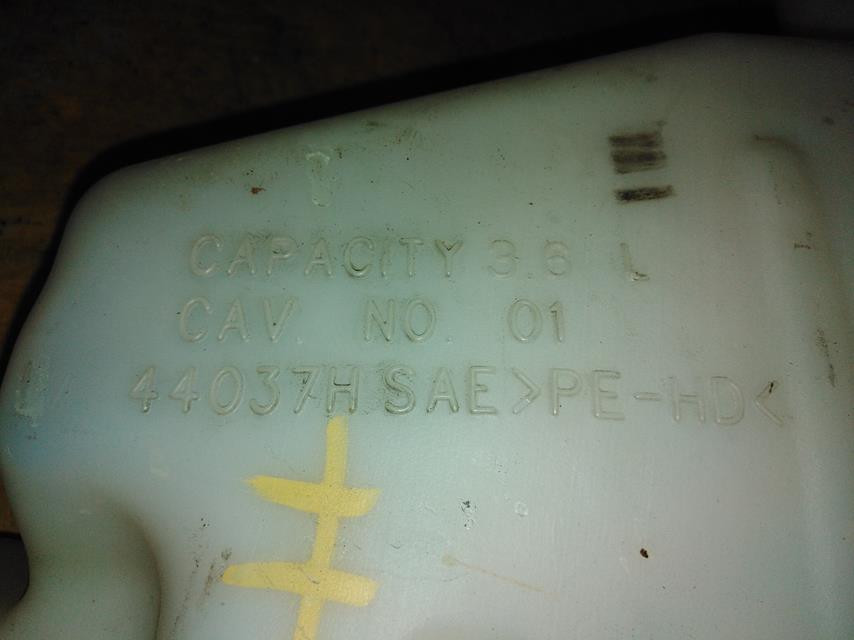 CAPACITY 3.6 L
CAV NO. 01
44037H SAE >PE-HD<